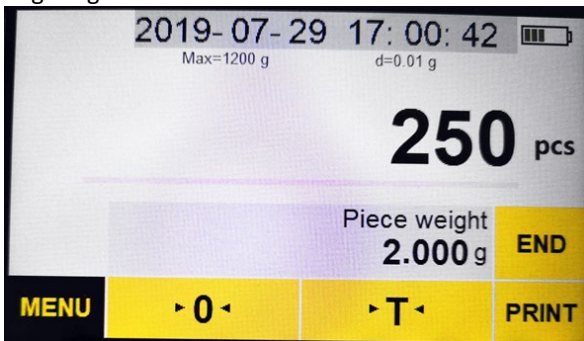 2019-07-29 17:00:42
Max=1200 g d=0.01 g
250 pcs
Piece weight
2.000 g
END
MENU
0
T
PRINT